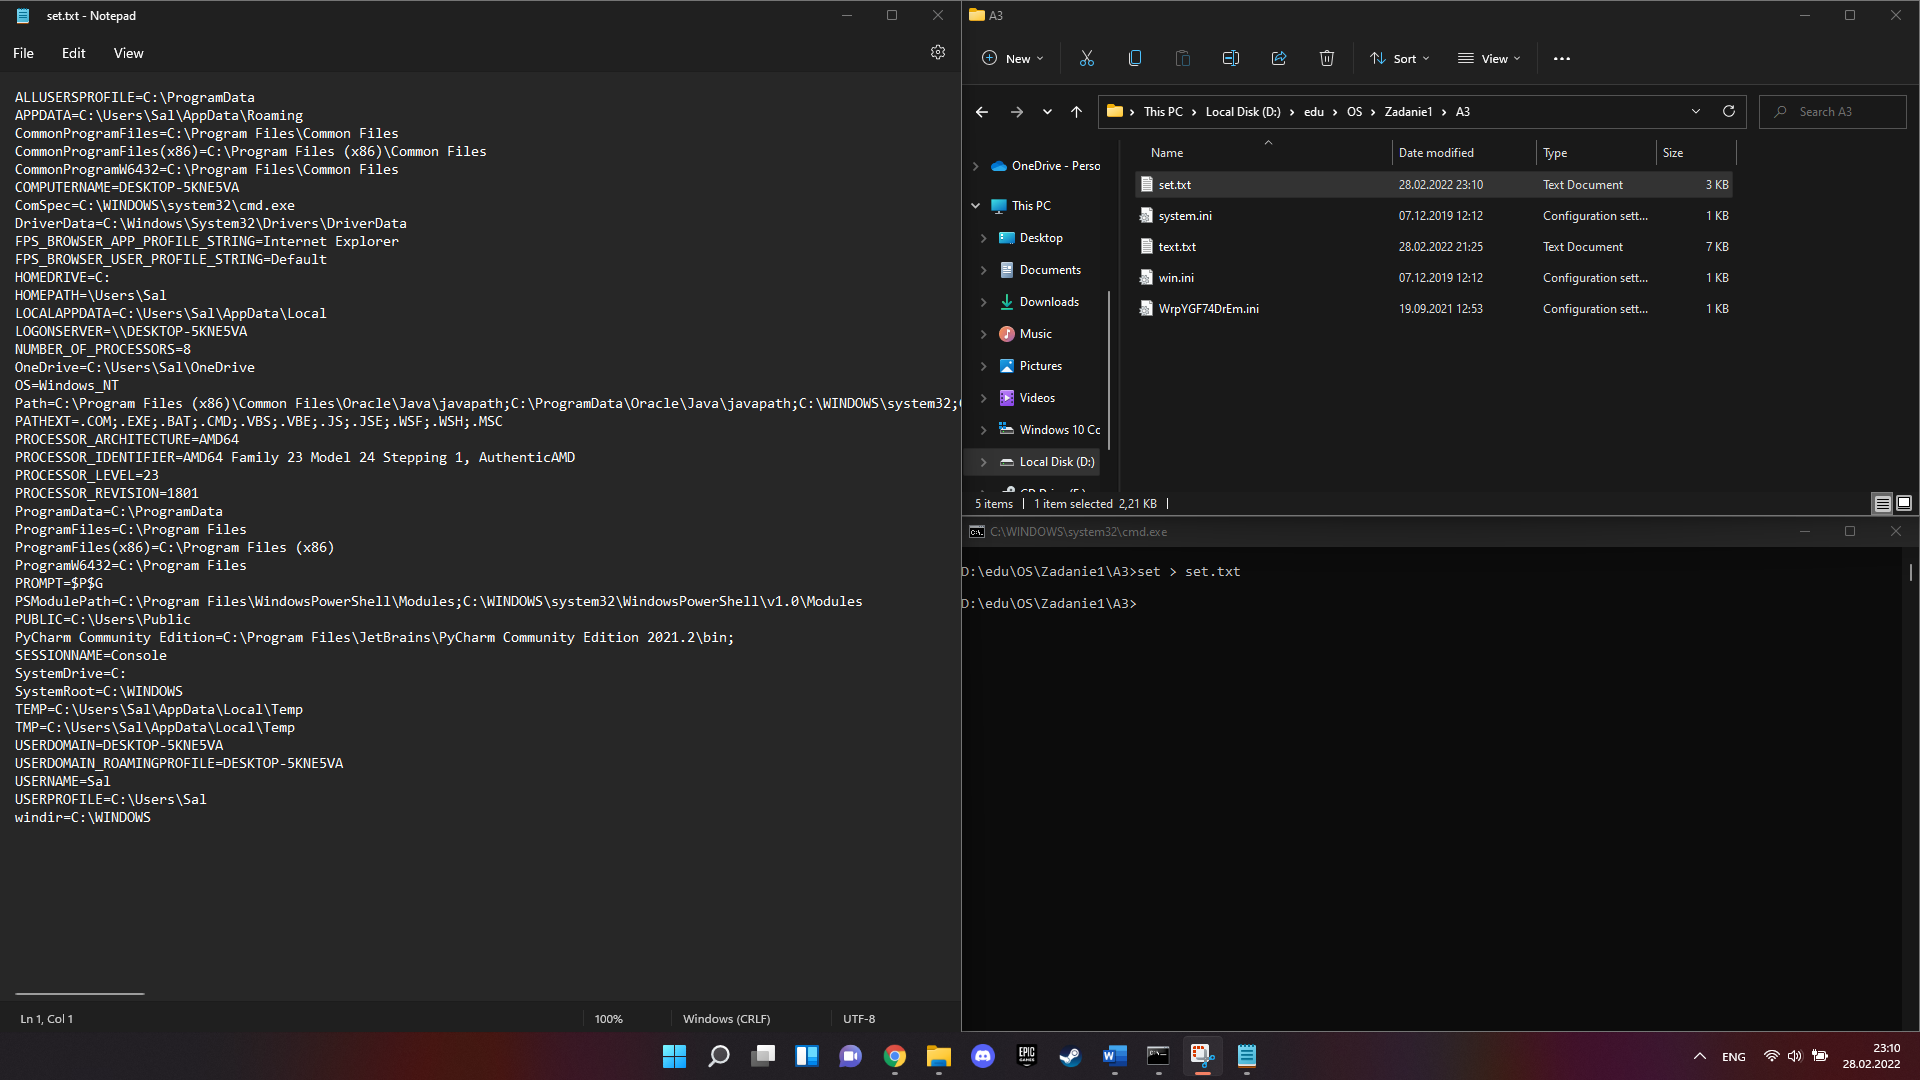 set.txt - Notepad
File Edit View
ALLUSERSPROFILE=C:\ProgramData
APPDATA=C:\Users\Sal\AppData\Roaming
CommonProgramFiles=C:\Program Files\Common Files
CommonProgramFiles(x86)=C:\Program Files (x86)\Common Files
CommonProgramW6432=C:\Program Files\Common Files
COMPUTERNAME=DESKTOP-5KNE5VA
ComSpec=C:\WINDOWS\system32\cmd.exe
DriverData=C:\Windows\System32\Drivers\DriverData
FPS_BROWSER_APP_PROFILE_STRING=Internet Explorer
FPS_BROWSER_USER_PROFILE_STRING=Default
HOMEDRIVE=C:
HOMEPATH=\Users\Sal
LOCALAPPDATA=C:\Users\Sal\AppData\Local
LOGONSERVER=\\DESKTOP-5KNE5VA
NUMBER_OF_PROCESSORS=8
OneDrive=C:\Users\Sal\OneDrive
OS=Windows_NT
Path=C:\Program Files (x86)\Common Files\Oracle\Java\javapath;C:\ProgramData\Oracle\Java\javapath;C:\WINDOWS\system32;
PATHEXT=.COM;.EXE;.BAT;.CMD;.VBS;.VBE;.JS;.JSE;.WSF;.WSH;.MSC
PROCESSOR_ARCHITECTURE=AMD64
PROCESSOR_IDENTIFIER=AMD64 Family 23 Model 24 Stepping 1, AuthenticAMD
PROCESSOR_LEVEL=23
PROCESSOR_REVISION=1801
ProgramData=C:\ProgramData
ProgramFiles=C:\Program Files
ProgramFiles(x86)=C:\Program Files (x86)
ProgramW6432=C:\Program Files
PROMPT=$P$G
PSModulePath=C:\Program Files\WindowsPowerShell\Modules;C:\WINDOWS\system32\WindowsPowerShell\v1.0\Modules
PUBLIC=C:\Users\Public
PyCharm Community Edition=C:\Program Files\JetBrains\PyCharm Community Edition 2021.2\bin;
SESSIONNAME=Console
SystemDrive=C:
SystemRoot=C:\WINDOWS
TEMP=C:\Users\Sal\AppData\Local\Temp
TMP=C:\Users\Sal\AppData\Local\Temp
USERDOMAIN=DESKTOP-5KNE5VA
USERDOMAIN_ROAMINGPROFILE=DESKTOP-5KNE5VA
USERNAME=Sal
USERPROFILE=C:\Users\Sal
windir=C:\WINDOWS
Ln 1, Col 1 100% Windows (CRLF) UTF-8
A3
New Sort View
This PC Local Disk (D:) edu OS Zadanie1 A3 Search A3
OneDrive - Perso
This PC
Desktop
Documents
Downloads
Music
Pictures
Videos
Windows 10 Co
Local Disk (D:)
Name Date modified Type Size
set.txt 28.02.2022 23:10 Text Document 3 KB
system.ini 07.12.2019 12:12 Configuration sett... 1 KB
text.txt 28.02.2022 21:25 Text Document 7 KB
win.ini 07.12.2019 12:12 Configuration sett... 1 KB
WrpYGF74DrEm.ini 19.09.2021 12:53 Configuration sett... 1 KB
5 items 1 item selected 2,21 KB
C:\WINDOWS\system32\cmd.exe
D:\edu\OS\Zadanie1\A3>set > set.txt
D:\edu\OS\Zadanie1\A3>
EPIC GAMES
ENG
23:10
28.02.2022